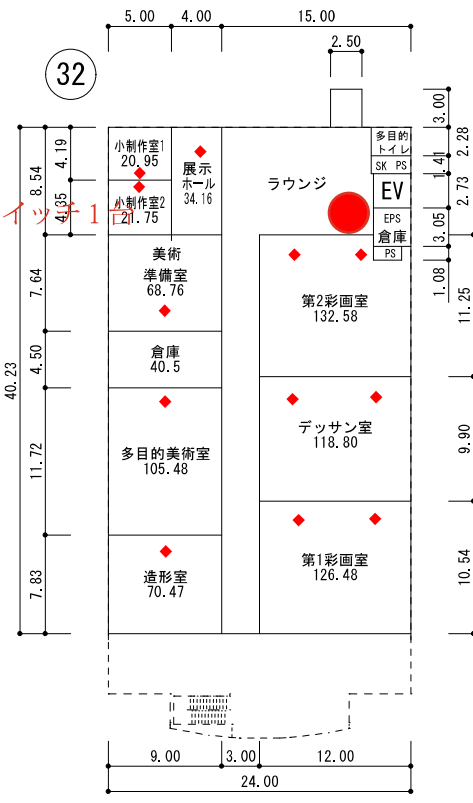 5.00 4.00 15.00
2.50
32
3.00
2.28
1.41
2.73
3.05
1.08
11.25
9.90
10.54
4.19
8.54
4.35
7.64
4.50
40.23
11.72
7.83
小制作室1
20.95
小制作室2
21.75
イッチ1台
展示
ホール
34.16
ラウンジ
多目的
トイレ
SK PS
EV
EPS
倉庫
PS
美術
準備室
68.76
倉庫
40.5
多目的美術室
105.48
造形室
70.47
第2彩画室
132.58
デッサン室
118.80
第1彩画室
126.48
9.00 3.00 12.00
24.00